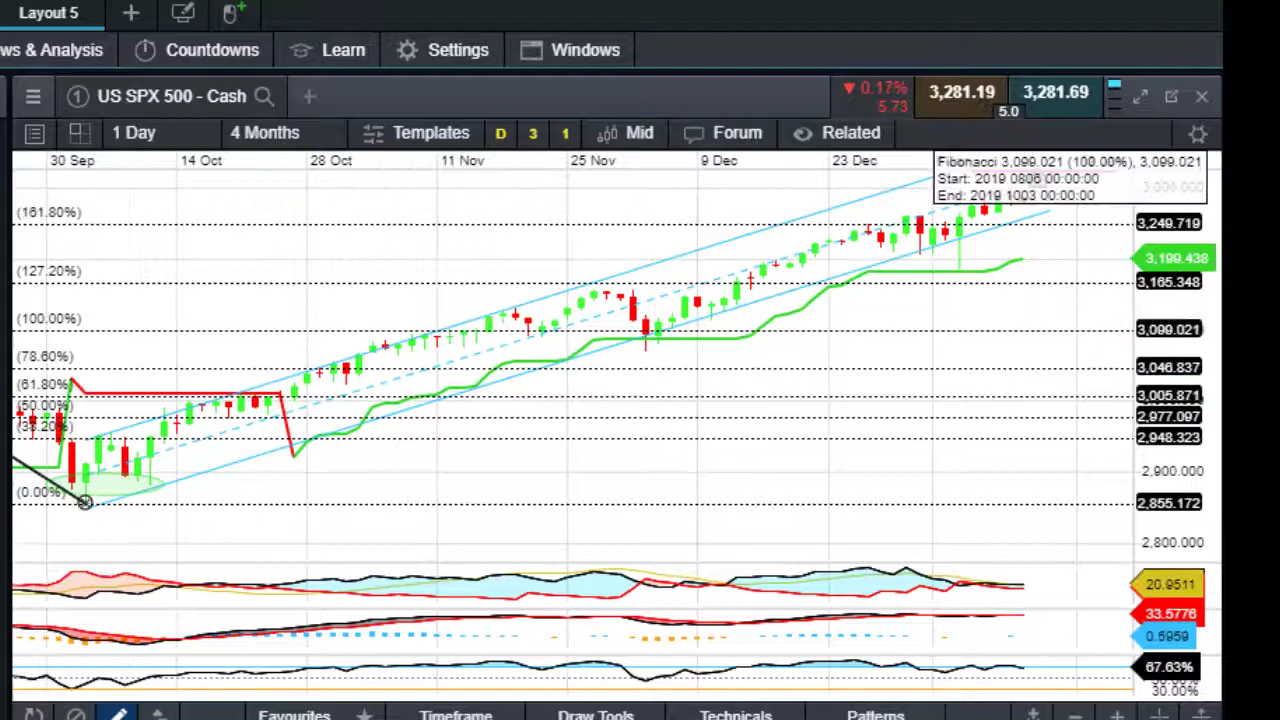 Layout 5
ws & Analysis Countdowns Learn Settings Windows
1 US SPX 500 - Cash 0.17% 5.73 3,281.19 5.0 3,281.69
1 Day 4 Months Templates D 3 1 Mid Forum Related
30 Sep 14 Oct 28 Oct 11 Nov 25 Nov 9 Dec 23 Dec
Fibonacci 3,099.021 (100.00%), 3,099.021
Start: 2019 0806 00:00:00
End: 2019 1003 00:00:00
(161.80%) 3,249.719
3,199.438
(127.20%) 3,165.348
(100.00%) 3,099.021
(78.60%) 3,046.837
(61.80%) 3,005.871
(50.00%) 2,977.097
(38.20%) 2,948.323
2,900.000
(0.00%) 2,855.172
2,800.000
20.9511
33.5776
0.5959
67.63%
30.00%
Favourites Timeframe Draw Tools Technicals Patterns